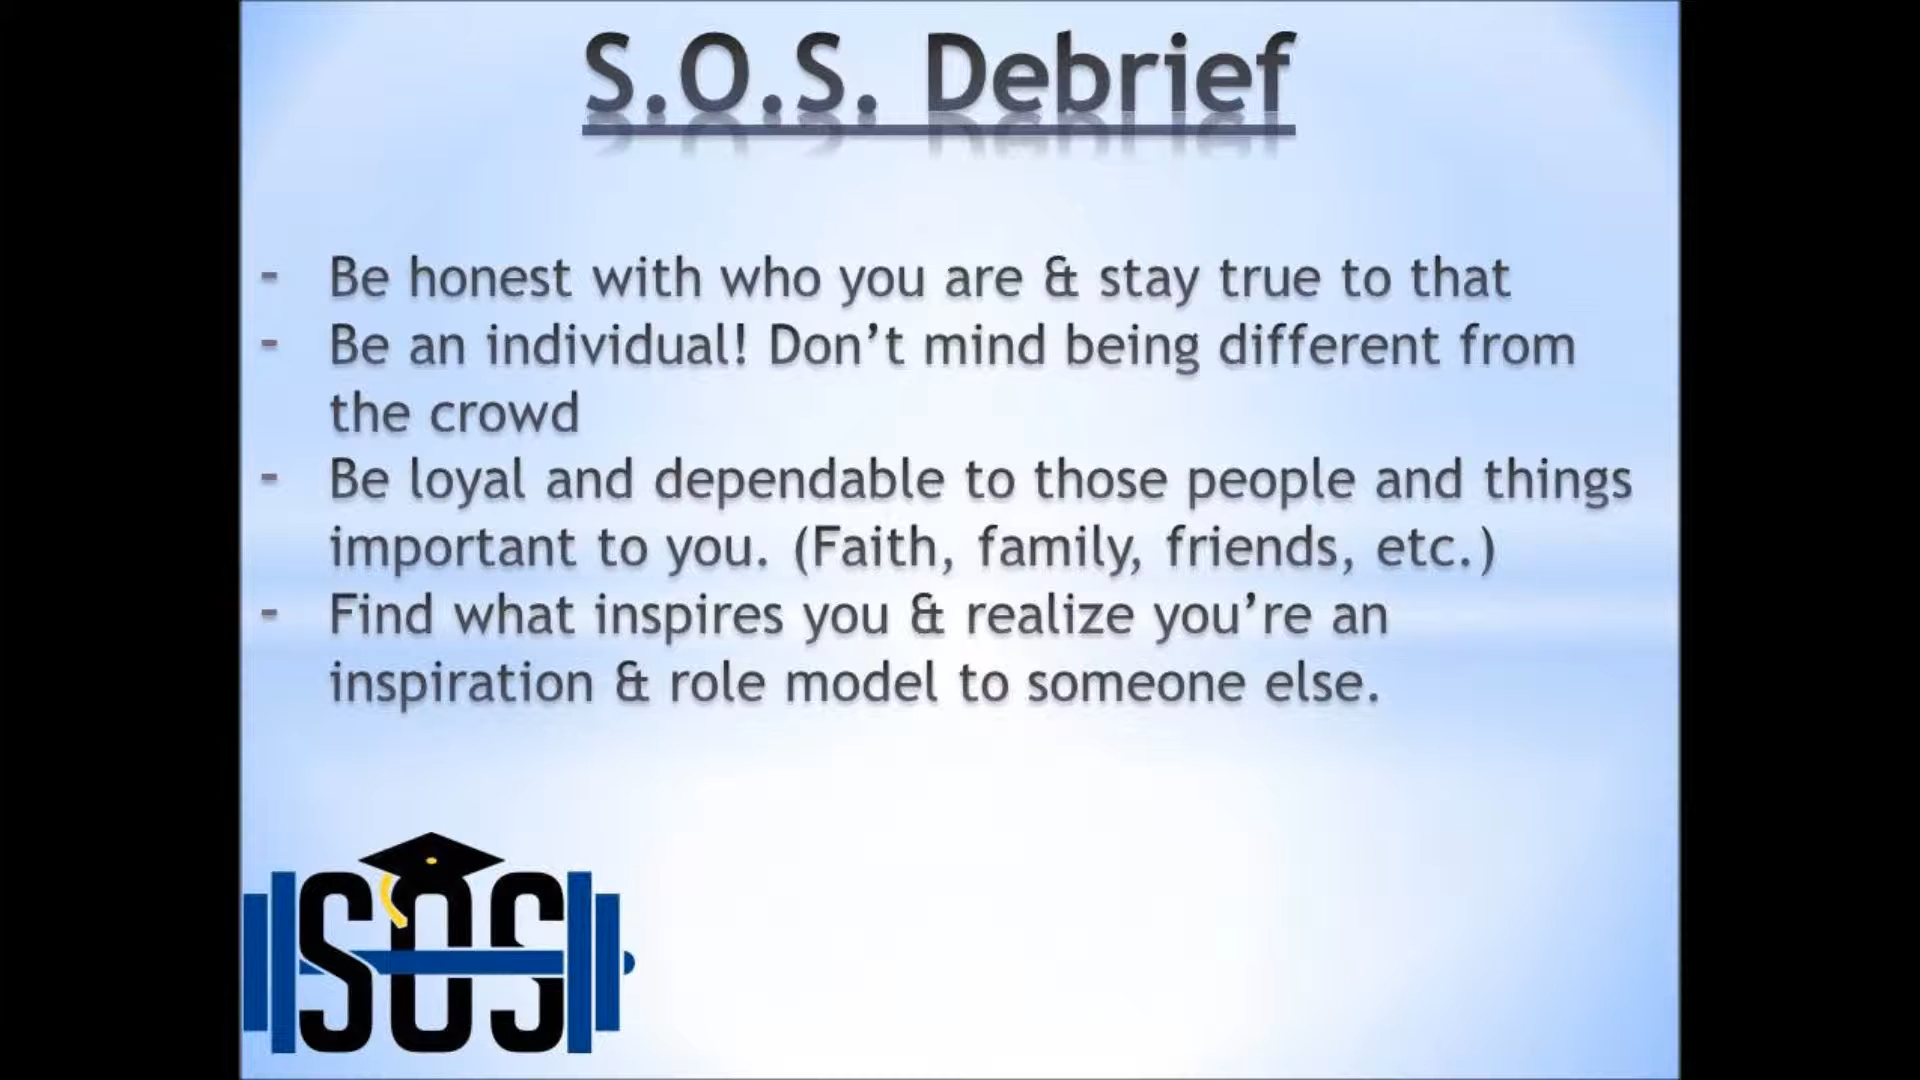 S.O.S. Debrief
- Be honest with who you are & stay true to that
- Be an individual! Don’t mind being different from
the crowd
- Be loyal and dependable to those people and things
important to you. (Faith, family, friends, etc.)
- Find what inspires you & realize you’re an
inspiration & role model to someone else.
SOS